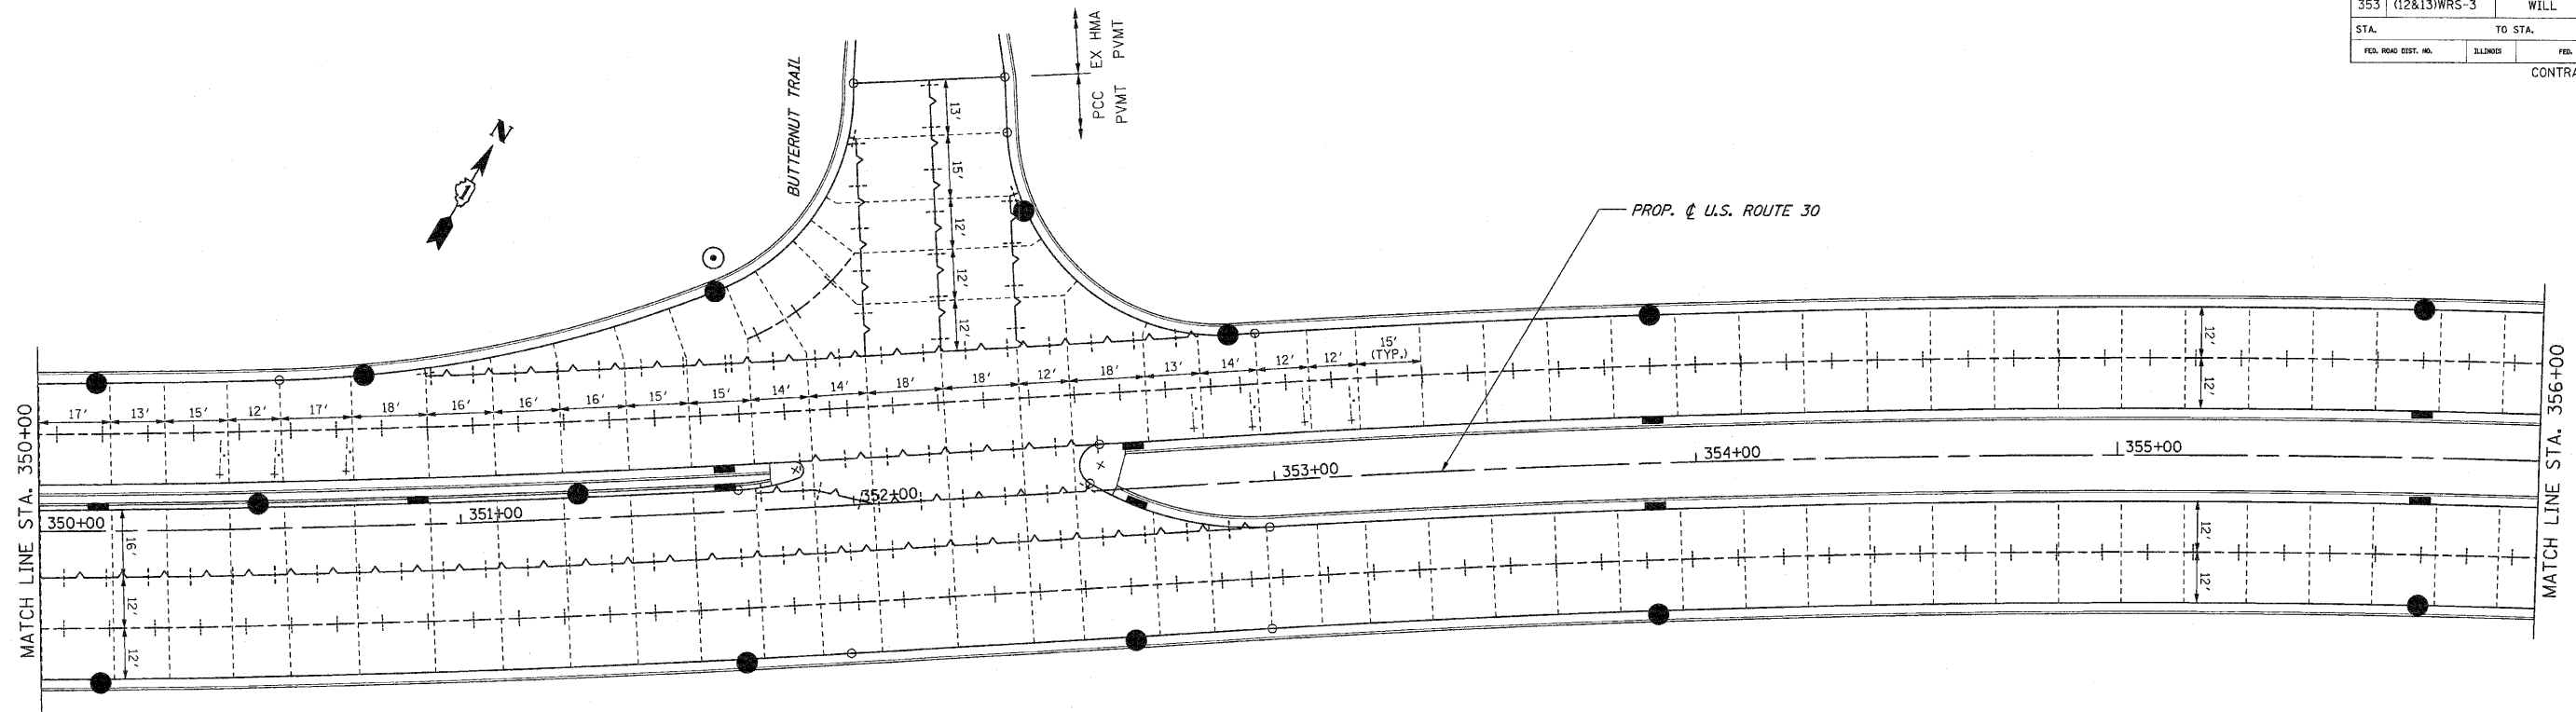 353 (12&13)WRS-3 WILL
STA. TO STA.
FED. ROAD DIST. NO. ILLINOIS FED.
CONTRA
EX HMA PVMT
PCC PVMT
BUTTERNUT TRAIL
N
1
13'
15'
12'
12'
12'
PROP. ℄ U.S. ROUTE 30
MATCH LINE STA. 350+00
17' 13' 15' 12' 17' 18' 16' 16' 16' 15' 15' 14' 14' 18' 18' 12' 18' 13' 14' 12' 12' 15'
(TYP.)
12'
12'
350+00 351+00 352+00 353+00 354+00 355+00
16'
12'
12'
12'
12'
MATCH LINE STA. 356+00